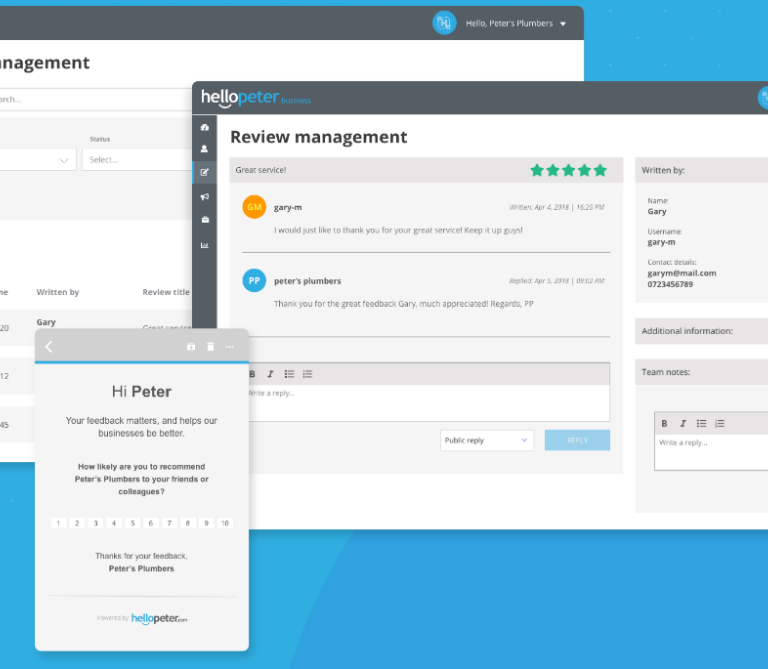 Hello, Peter's Plumbers
nagement
arch...
Status
Select...
me
Written by
Review title
20
Gary
Great service
12
45
hellopeter business
Review management
Great service!
GM
gary-m
Written: Apr 4, 2018 | 16:20 PM
I would just like to thank you for your great service! Keep it up guys!
PP
peter's plumbers
Replied: Apr 5, 2018 | 09:02 AM
Thank you for the great feedback Gary, much appreciated! Regards, PP
B I
Write a reply...
Public reply
REPLY
Written by:
Name:
Gary
Username:
gary-m
Contact details:
garym@mail.com
0723456789
Additional information:
Team notes:
B I
Write a reply...
Hi Peter
Your feedback matters, and helps our
businesses be better.
How likely are you to recommend
Peter's Plumbers to your friends or
colleagues?
1 2 3 4 5 6 7 8 9 10
Thanks for your feedback,
Peter's Plumbers
Powered by hellopeter.com